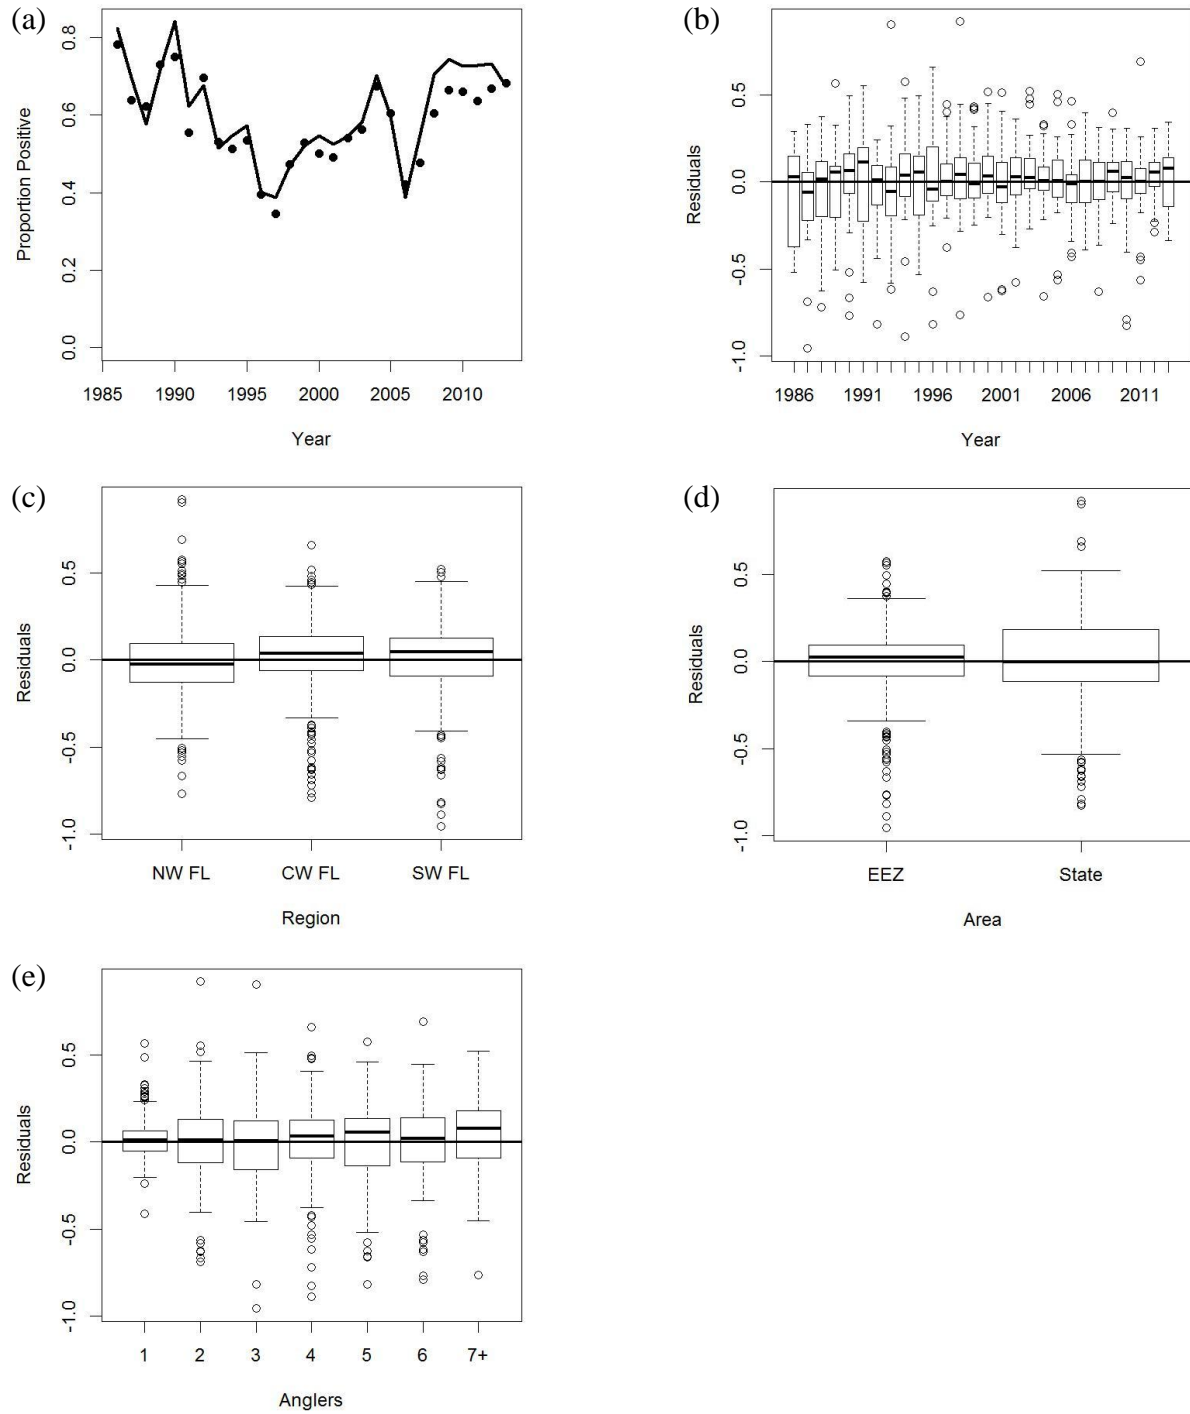 (a)
Proportion Positive
0.8
0.6
0.4
0.2
0.0
1985 1990 1995 2000 2005 2010
Year
(b)
Residuals
0.5
0.0
-0.5
-1.0
1986 1991 1996 2001 2006 2011
Year
(c)
Residuals
0.5
0.0
-0.5
-1.0
NW FL CW FL SW FL
Region
(d)
Residuals
0.5
0.0
-0.5
-1.0
EEZ State
Area
(e)
Residuals
0.5
0.0
-0.5
-1.0
1 2 3 4 5 6 7+
Anglers